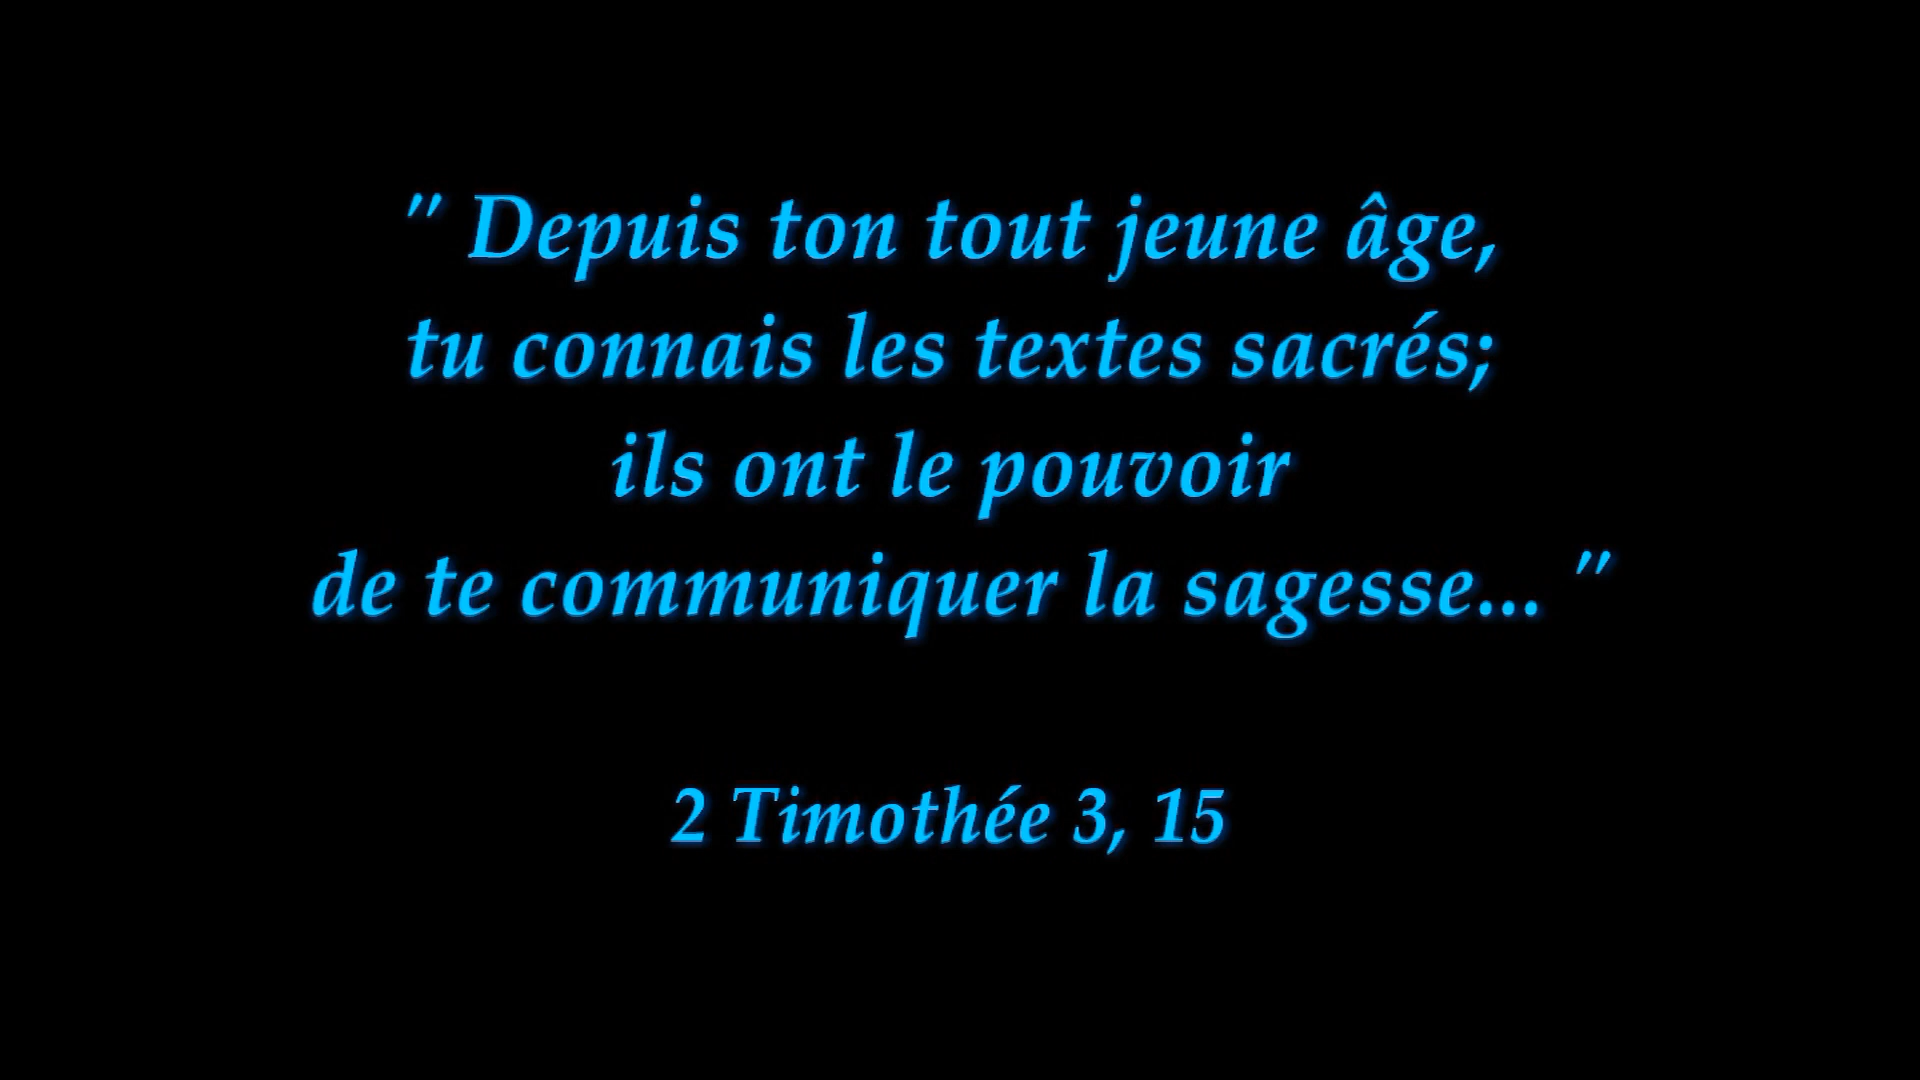 " Depuis ton tout jeune âge,
tu connais les textes sacrés;
ils ont le pouvoir
de te communiquer la sagesse... "
2 Timothée 3, 15